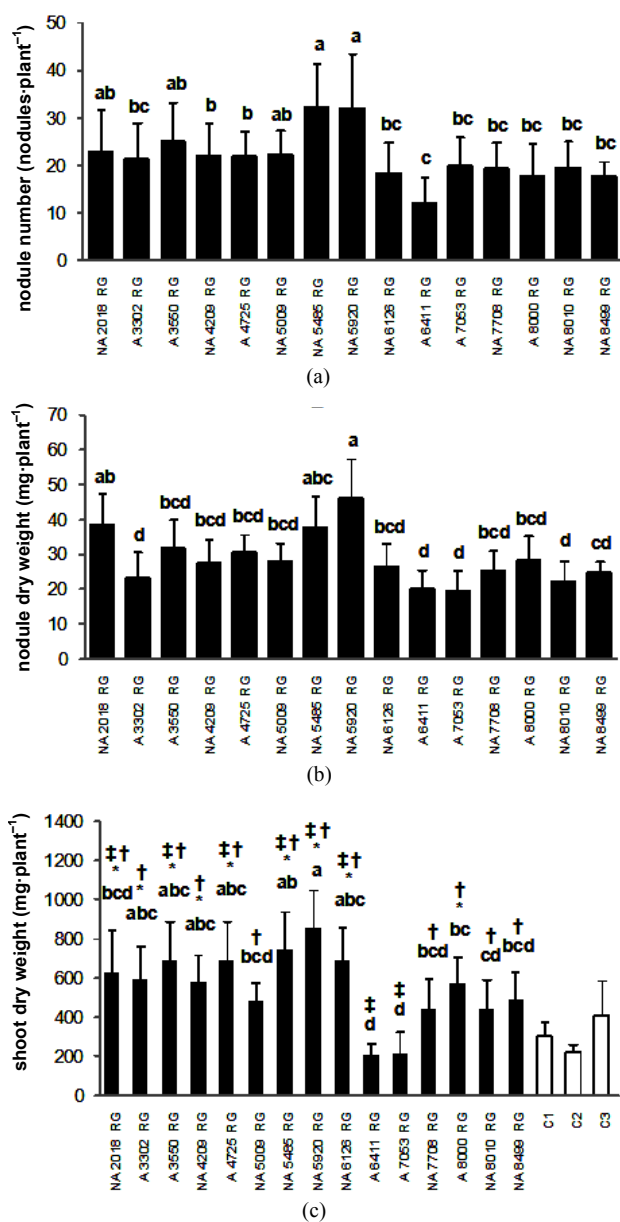 nodule number (nodules·plant⁻¹)
50
40
30
20
10
0
ab
bc
ab
b
b
ab
a
a
bc
c
bc
bc
bc
bc
bc
NA 2018 RG
A 3302 RG
A 3550 RG
NA 4209 RG
A 4725 RG
NA 5009 RG
NA 5485 RG
NA 5920 RG
NA 6126 RG
A 6411 RG
A 7053 RG
NA 7708 RG
A 8000 RG
NA 8010 RG
NA 8499 RG
(a)
nodule dry weight (mg·plant⁻¹)
70
60
50
40
30
20
10
0
ab
d
bcd
bcd
bcd
bcd
abc
a
bcd
d
d
bcd
bcd
d
cd
NA 2018 RG
A 3302 RG
A 3550 RG
NA 4209 RG
A 4725 RG
NA 5009 RG
NA 5485 RG
NA 5920 RG
NA 6126 RG
A 6411 RG
A 7053 RG
NA 7708 RG
A 8000 RG
NA 8010 RG
NA 8499 RG
(b)
shoot dry weight (mg·plant⁻¹)
1400
1200
1000
800
600
400
200
0
‡†
*
bcd
†
*
abc
‡†
*
abc
†
*
abc
‡†
*
abc
†
bcd
‡†
*
ab
‡†
*
a
‡†
*
abc
‡
d
‡
d
†
bcd
†
*
bc
†
cd
†
bcd
NA 2018 RG
A 3302 RG
A 3550 RG
NA 4209 RG
A 4725 RG
NA 5009 RG
NA 5485 RG
NA 5920 RG
NA 6126 RG
A 6411 RG
A 7053 RG
NA 7708 RG
A 8000 RG
NA 8010 RG
NA 8499 RG
C1
C2
C3
(c)